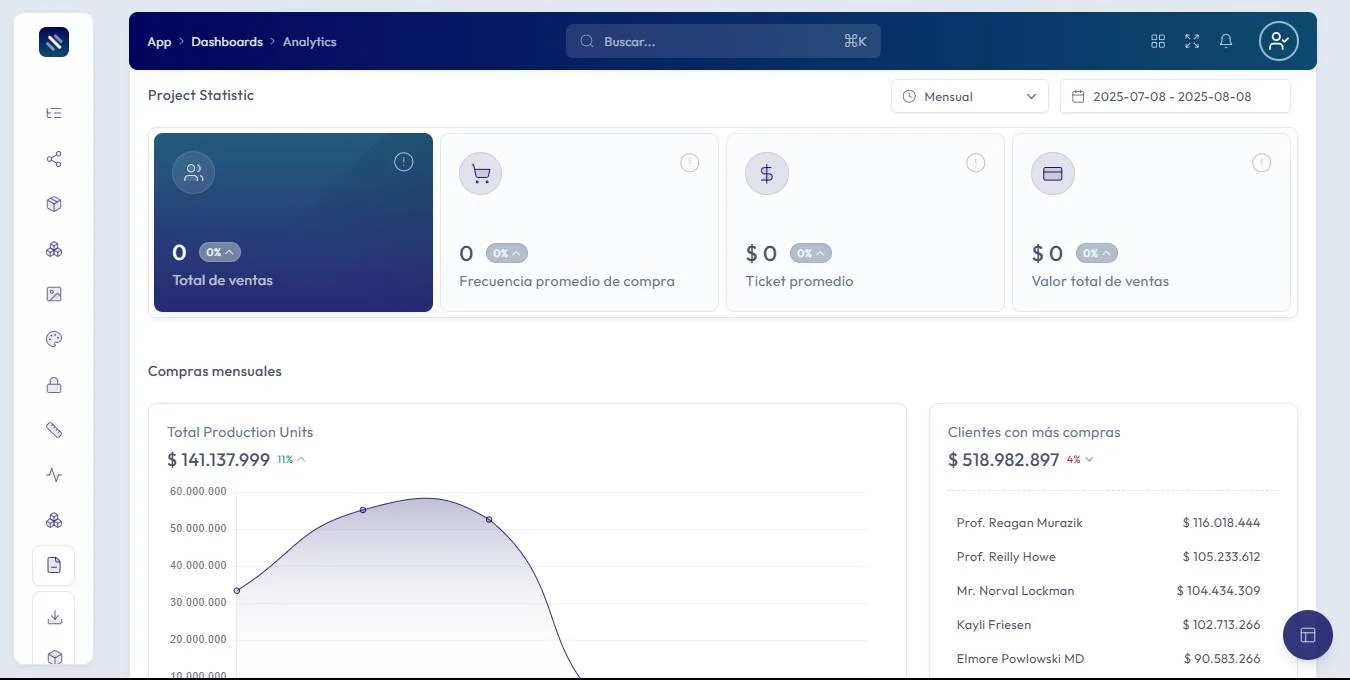 App > Dashboards > Analytics
Buscar...
⌘K
Project Statistic
Mensual
2025-07-08 - 2025-08-08
0 0%
Total de ventas
0 0%
Frecuencia promedio de compra
$ 0 0%
Ticket promedio
$ 0 0%
Valor total de ventas
Compras mensuales
Total Production Units
$ 141.137.999 11%
60.000.000
50.000.000
40.000.000
30.000.000
20.000.000
10.000.000
Clientes con más compras
$ 518.982.897 4%
Prof. Reagan Murazik $ 116.018.444
Prof. Reilly Howe $ 105.233.612
Mr. Norval Lockman $ 104.434.309
Kayli Friesen $ 102.713.266
Elmore Powlowski MD $ 90.583.266